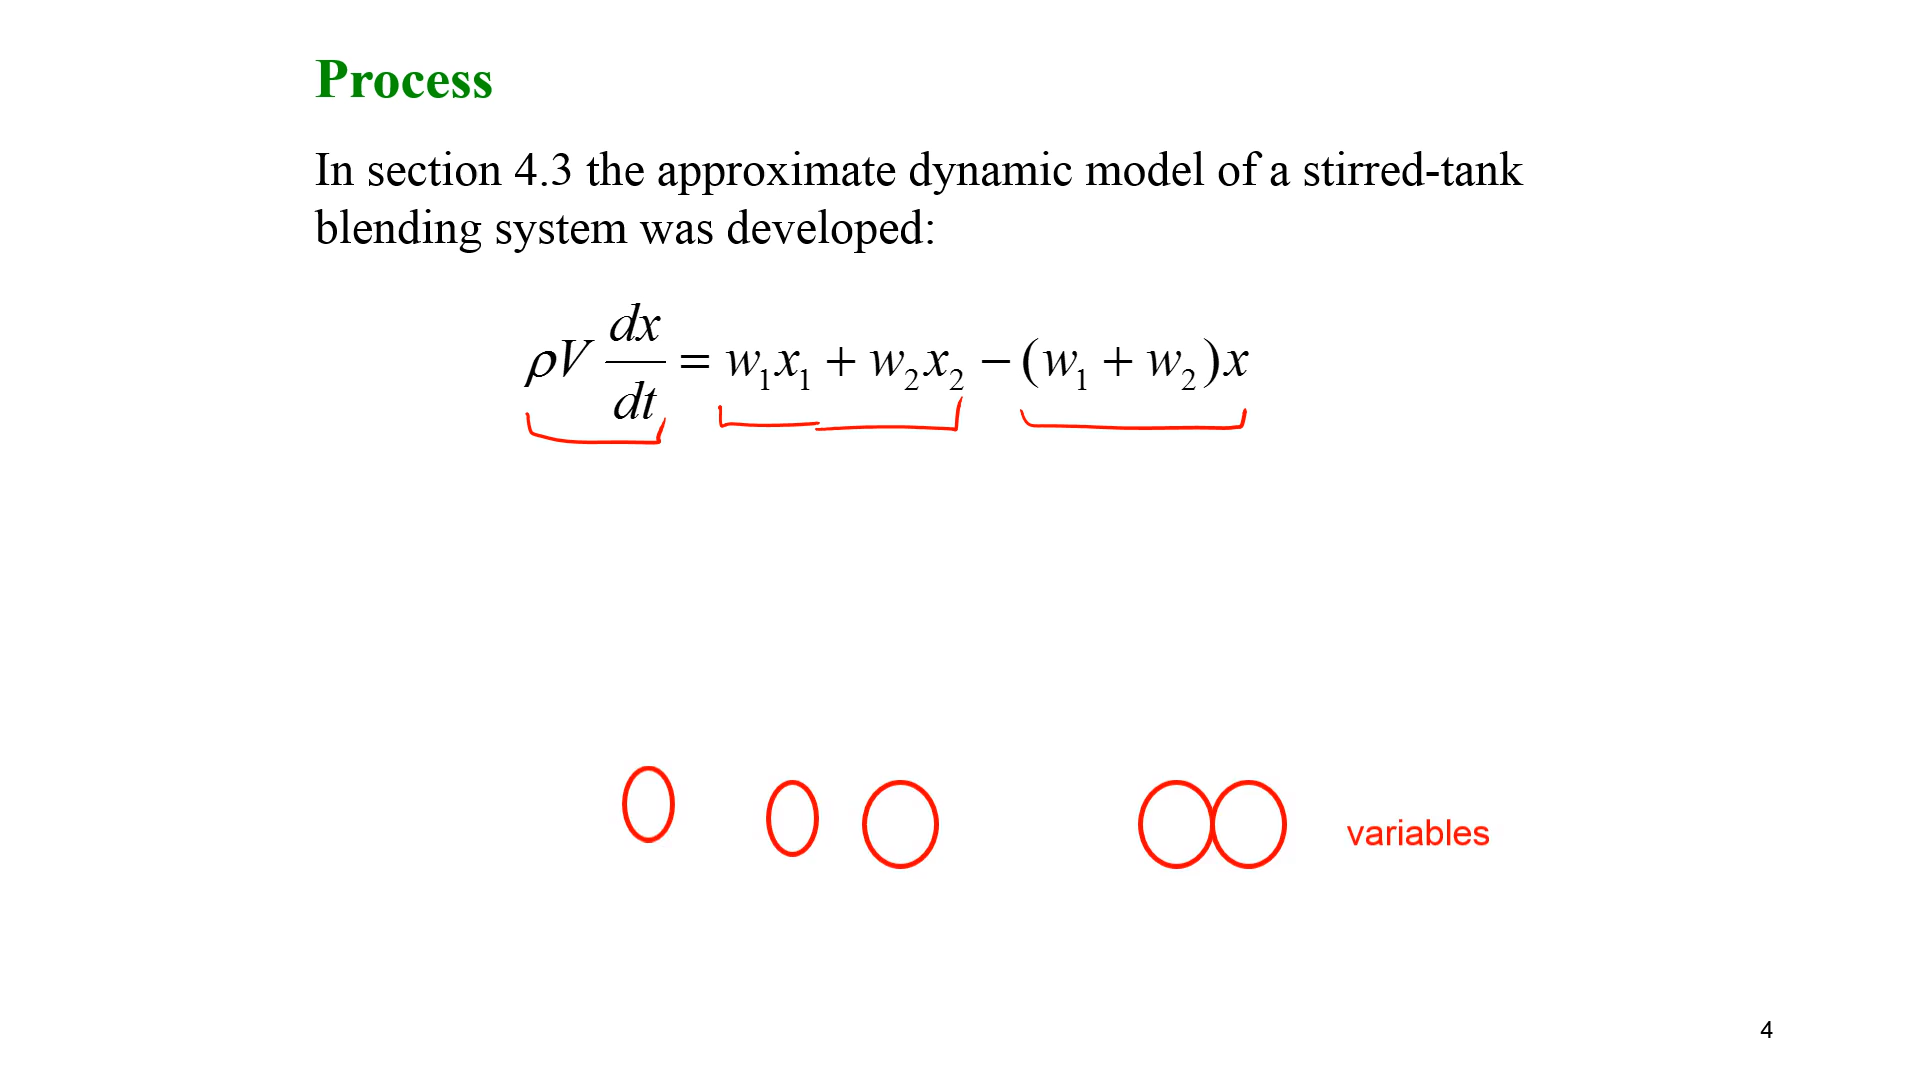 Process
In section 4.3 the approximate dynamic model of a stirred-tank
blending system was developed:
ρV dx/dt = w₁x₁ + w₂x₂ − (w₁ + w₂)x
variables
4